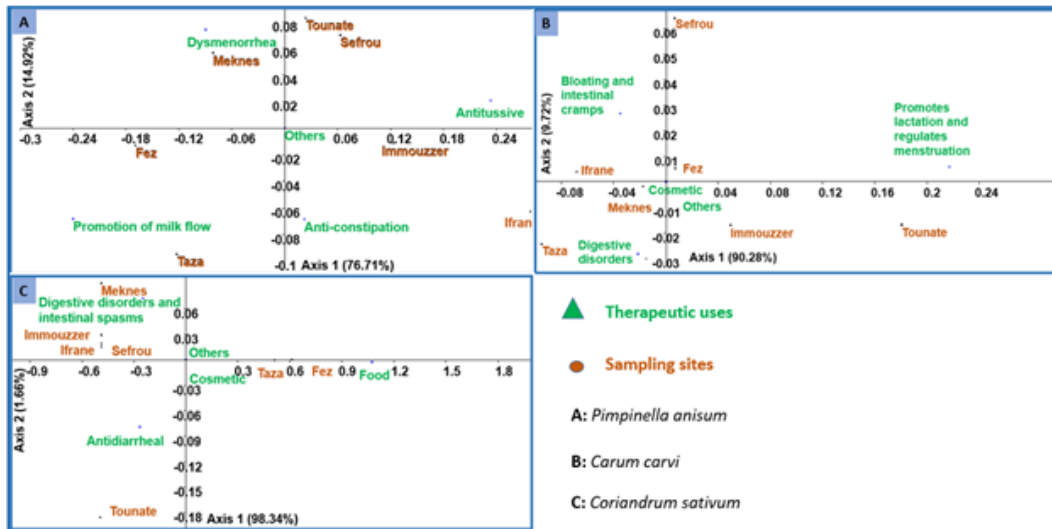 A
0.08
Tounate
Dysmenorrhea
Sefrou
0.06
Meknes
0.04
Axis 2 (14.92%)
0.02
Antitussive
Others
-0.3 -0.24 -0.18 -0.12 -0.06 0.06 0.12 0.18 0.24
Fez
-0.02
Immouzzer
-0.04
-0.06
Promotion of milk flow
Anti-constipation
Ifran
-0.08
Taza
-0.1
Axis 1 (76.71%)
B
Sefrou
0.06
0.05
Bloating and
intestinal
cramps
Promotes
lactation and
regulates
menstruation
0.03
Axis 2 (9.72%)
0.01
Ifrane
Fez
-0.08 -0.04 0.04 0.08 0.12 0.16 0.2 0.24
Cosmetic
Meknes
Others
-0.01
Immouzzer
Tounate
Taza
Digestive
disorders
-0.03
Axis 1 (90.28%)
C
Meknes
Digestive disorders and
intestinal spasms
0.06
Immouzzer
0.03
Ifrane
Sefrou
Others
-0.9 -0.6 -0.3 0.3 0.6 0.9 1.2 1.5 1.8
Cosmetic
Taza
Fez
Food
-0.03
Axis 2 (1.66%)
-0.06
Antidiarrheal
-0.09
-0.12
-0.15
Tounate
-0.18
Axis 1 (98.34%)
Therapeutic uses
Sampling sites
A: Pimpinella anisum
B: Carum carvi
C: Coriandrum sativum